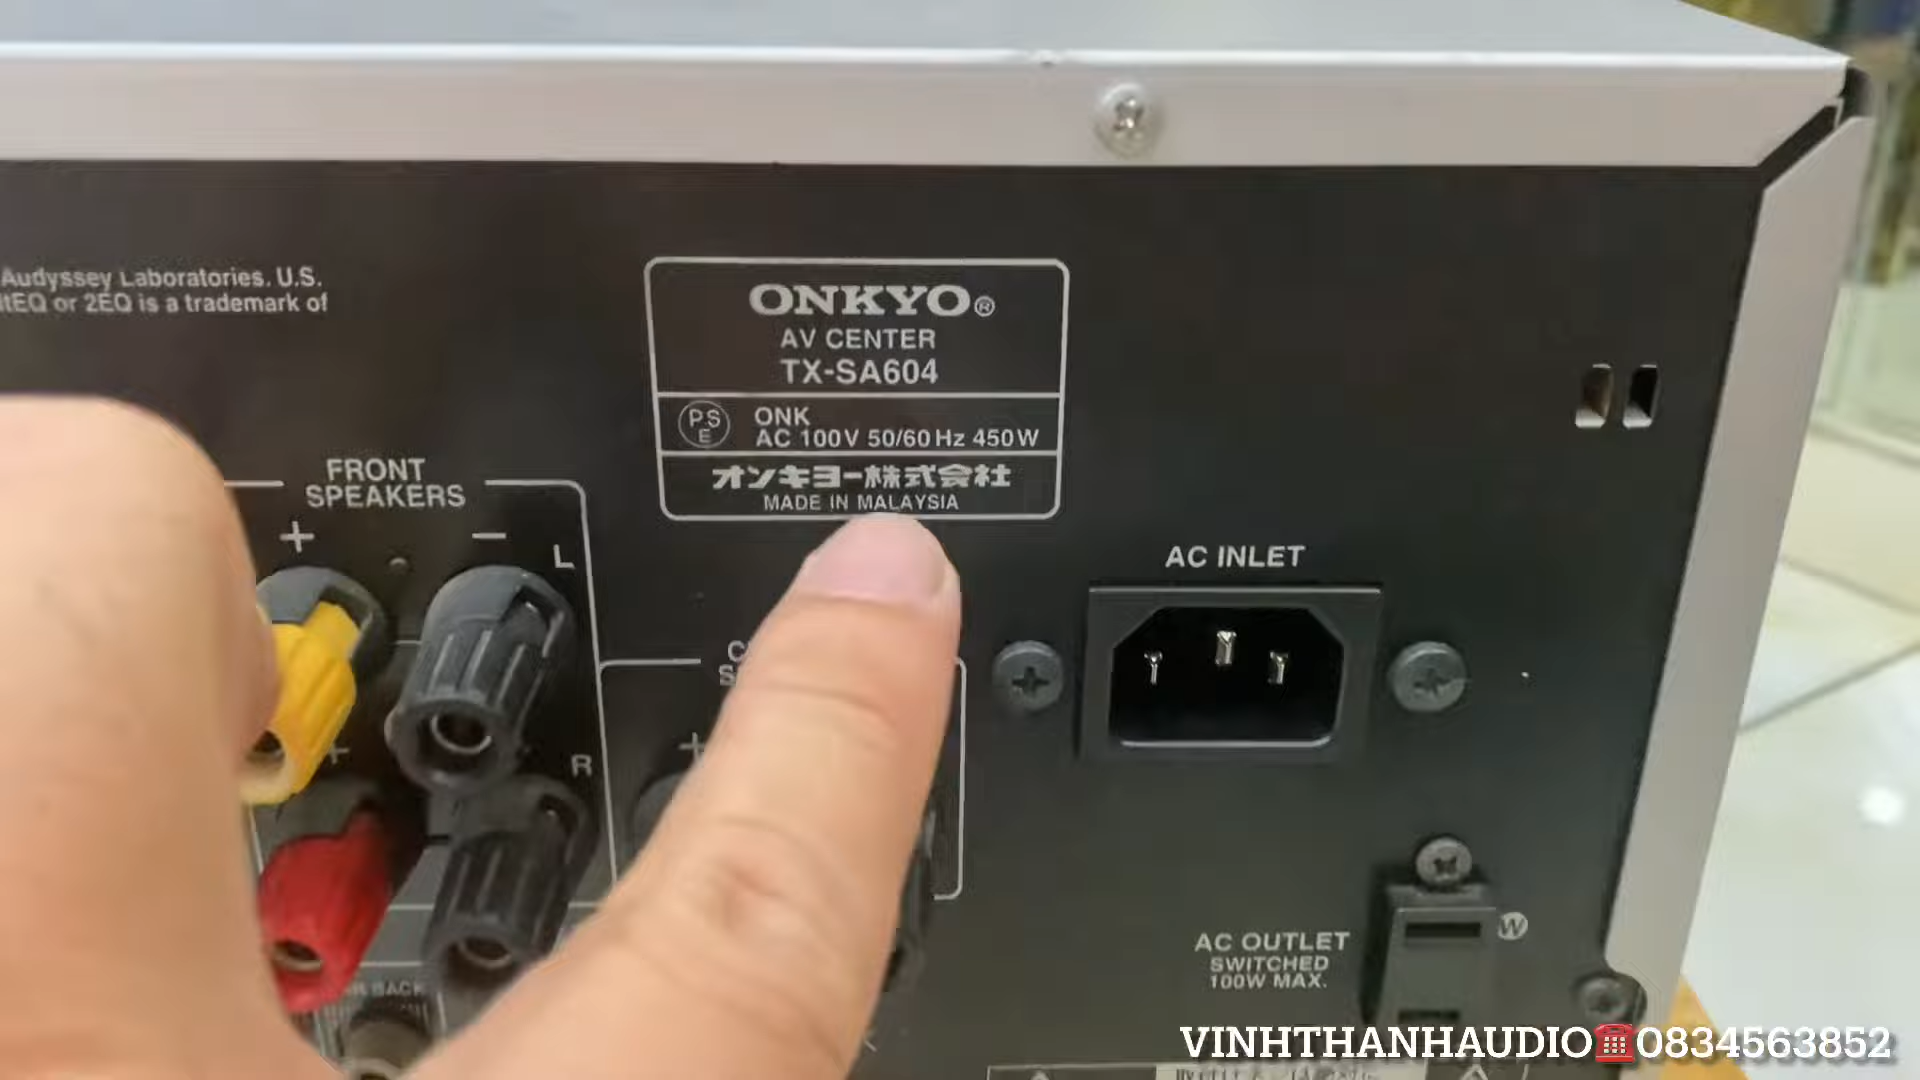 Audyssey Laboratories. U.S.
or 2EQ is a trademark of
ONKYO®
AV CENTER
TX-SA604
PS
E
ONK
AC 100V 50/60 Hz 450W
オンキヨー株式会社
MADE IN MALAYSIA
FRONT
SPEAKERS
+ −
L
R
+
+
AC INLET
AC OUTLET
SWITCHED
100W MAX.
W
BACK
VINHTHANHAUDIO☎0834563852